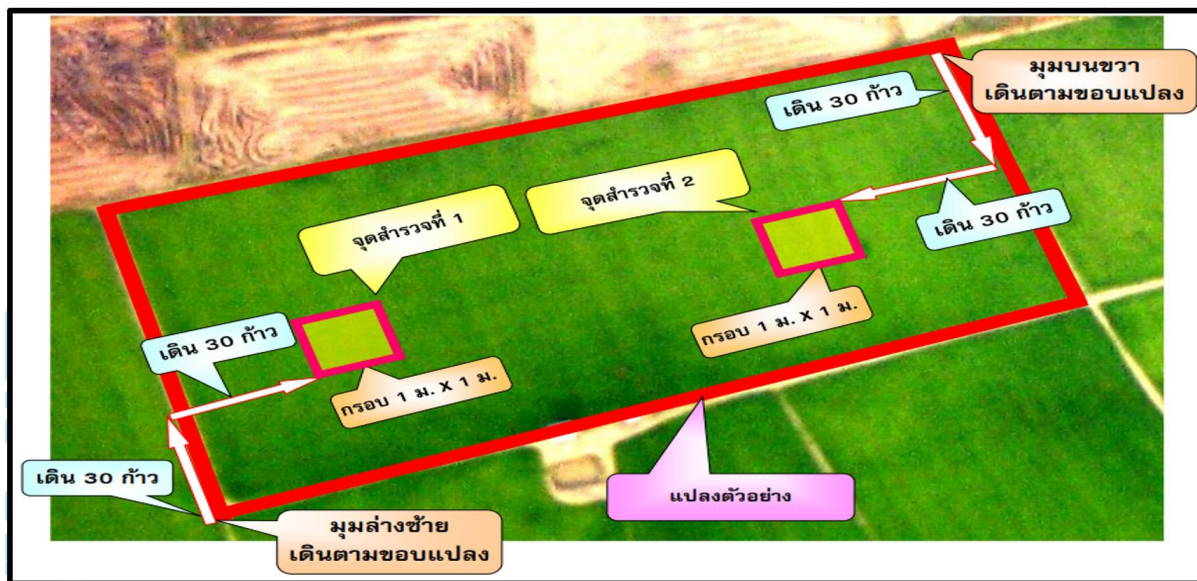 มุมบนขวา
เดินตามขอบแปลง
เดิน 30 ก้าว
จุดสำรวจที่ 2
จุดสำรวจที่ 1
เดิน 30 ก้าว
กรอบ 1 ม. X 1 ม.
เดิน 30 ก้าว
กรอบ 1 ม. X 1 ม.
เดิน 30 ก้าว
แปลงตัวอย่าง
มุมล่างซ้าย
เดินตามขอบแปลง